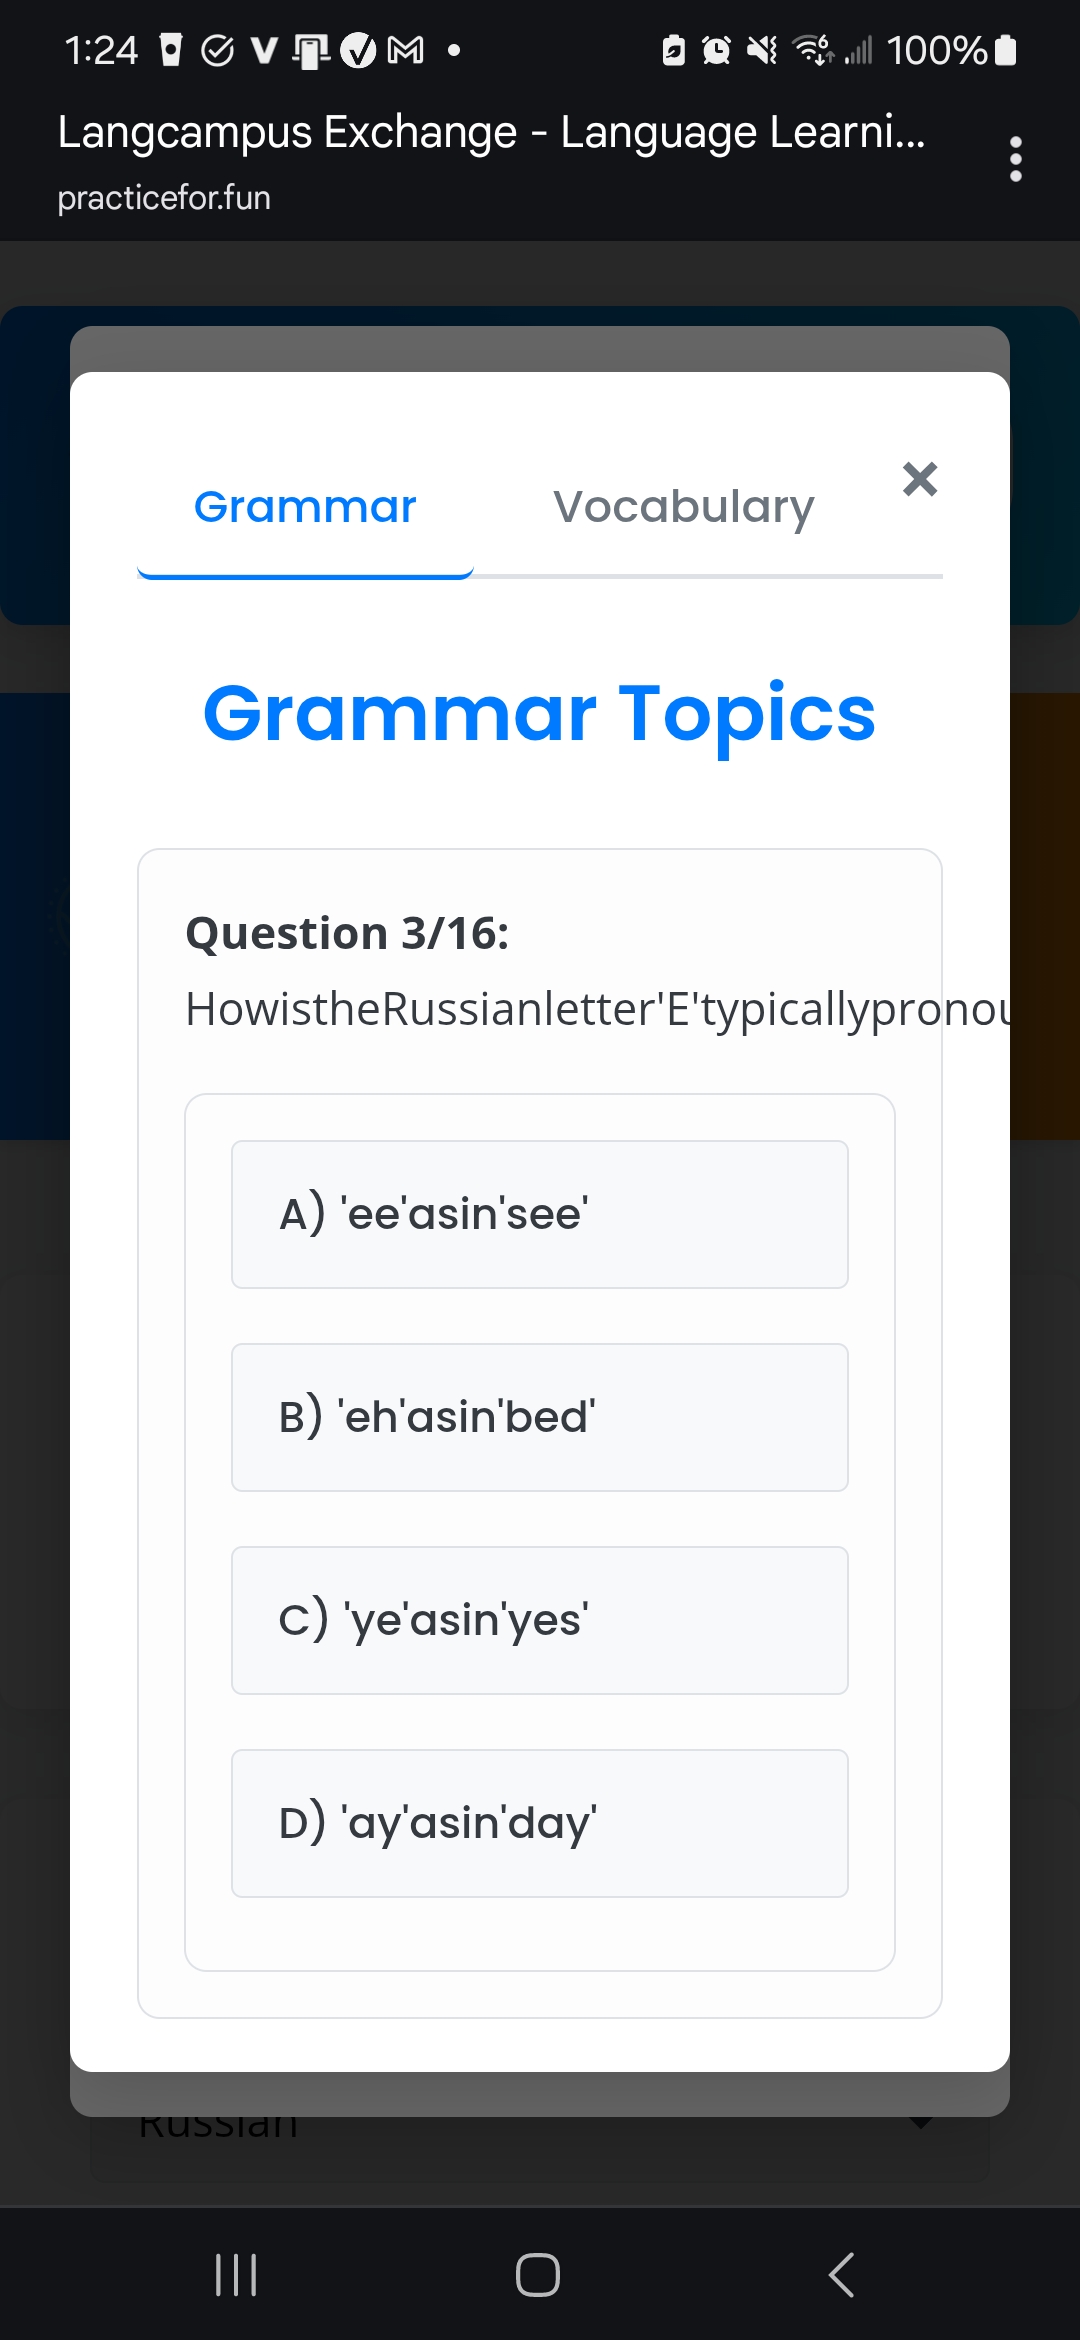 1:24
100%
Langcampus Exchange - Language Learni...
practicefor.fun
Grammar
Vocabulary
Grammar Topics
Question 3/16:
HowistheRussianletter'E'typicallypronou
A) 'ee'asin'see'
B) 'eh'asin'bed'
C) 'ye'asin'yes'
D) 'ay'asin'day'
Russian